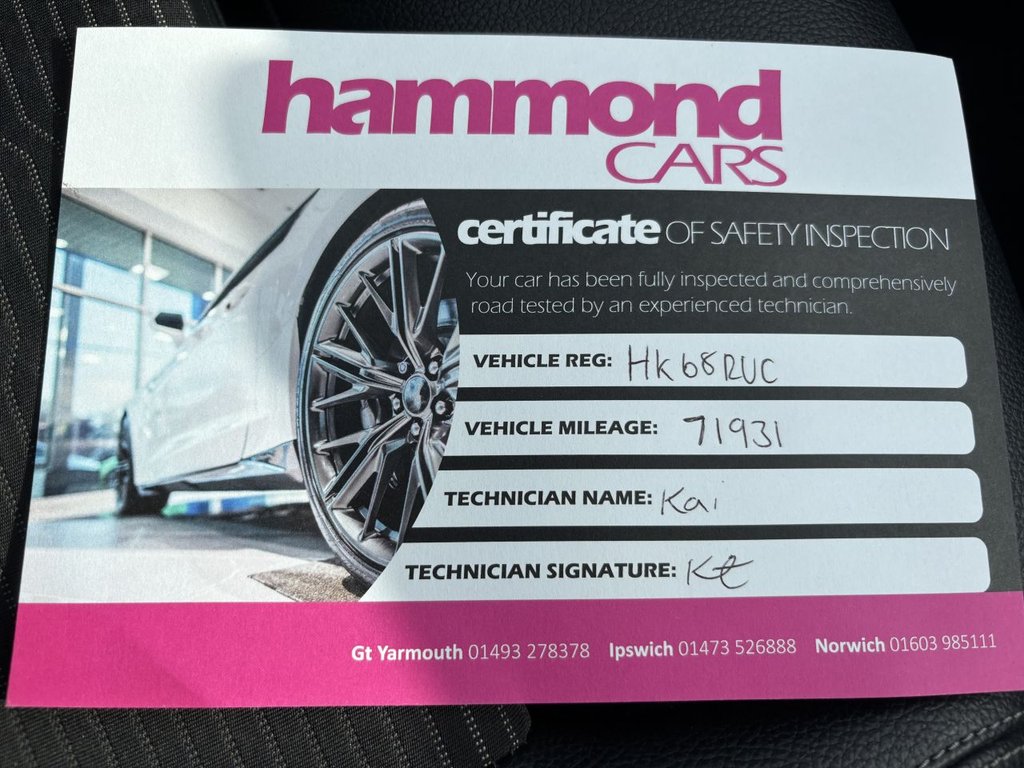 hammond
CARS
certificate OF SAFETY INSPECTION
Your car has been fully inspected and comprehensively
road tested by an experienced technician.
VEHICLE REG: HK68RUC
VEHICLE MILEAGE: 71931
TECHNICIAN NAME: Kai
TECHNICIAN SIGNATURE:
Gt Yarmouth 01493 278378 Ipswich 01473 526888 Norwich 01603 985111